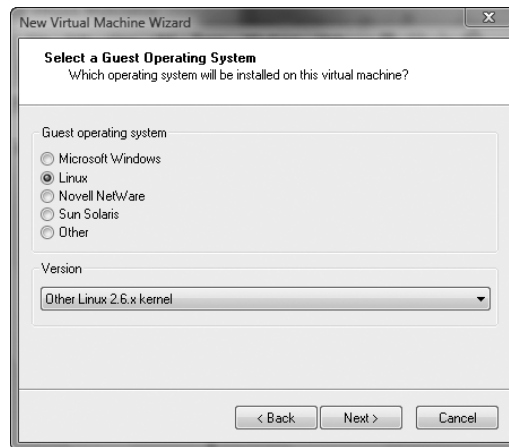 New Virtual Machine Wizard
Select a Guest Operating System
Which operating system will be installed on this virtual machine?
Guest operating system
Microsoft Windows
Linux
Novell NetWare
Sun Solaris
Other
Version
Other Linux 2.6.x kernel
< Back Next > Cancel